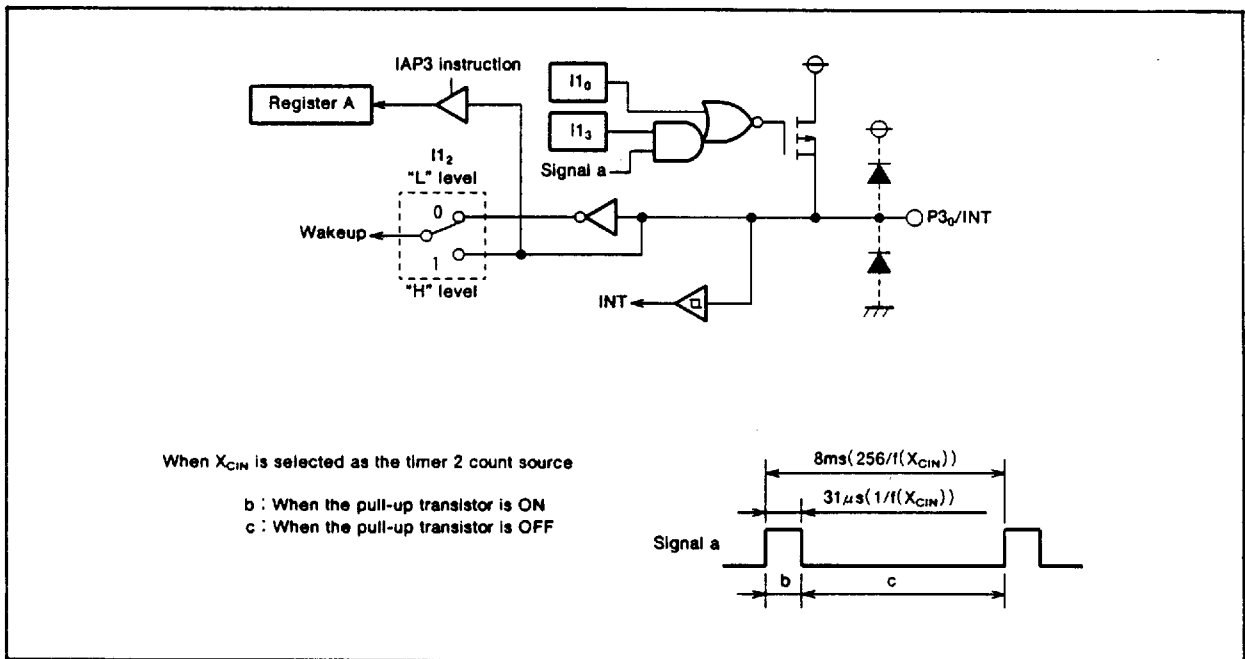 IAP3 instruction
Register A
I1₀
I1₃
Signal a
I1₂
"L" level
0
Wakeup
1
"H" level
INT
P3₀/INT
When X_CIN is selected as the timer 2 count source
b : When the pull-up transistor is ON
c : When the pull-up transistor is OFF
8ms(256/f(X_CIN))
31μs(1/f(X_CIN))
Signal a
b
c